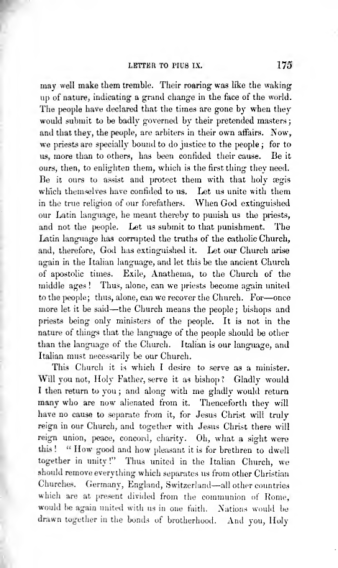 LETTER TO PIUS IX. 175
may well make them tremble. Their roaring was like the waking
up of nature, indicating a grand change in the face of the world.
The people have declared that the times are gone by when they
would submit to be badly governed by their pretended masters;
and that they, the people, are arbiters in their own affairs. Now,
we priests are specially bound to do justice to the people; for to
us, more than to others, has been confided their cause. Be it
ours, then, to enlighten them, which is the first thing they need.
Be it ours to assist and protect them with that holy ægis
which themselves have confided to us. Let us unite with them
in the true religion of our forefathers. When God extinguished
our Latin language, he meant thereby to punish us the priests,
and not the people. Let us submit to that punishment. The
Latin language has corrupted the truths of the catholic Church,
and, therefore, God has extinguished it. Let our Church arise
again in the Italian language, and let this be the ancient Church
of apostolic times. Exile, Anathema, to the Church of the
middle ages! Thus, alone, can we priests become again united
to the people; thus, alone, can we recover the Church. For—once
more let it be said—the Church means the people; bishops and
priests being only ministers of the people. It is not in the
nature of things that the language of the people should be other
than the language of the Church. Italian is our language, and
Italian must necessarily be our Church.
This Church it is which I desire to serve as a minister.
Will you not, Holy Father, serve it as bishop? Gladly would
I then return to you; and along with me gladly would return
many who are now alienated from it. Thenceforth they will
have no cause to separate from it, for Jesus Christ will truly
reign in our Church, and together with Jesus Christ there will
reign union, peace, concord, charity. Oh, what a sight were
this! "How good and how pleasant it is for brethren to dwell
together in unity!" Thus united in the Italian Church, we
should remove everything which separates us from other Christian
Churches. Germany, England, Switzerland—all other countries
which are at present divided from the communion of Rome,
would be again united with us in one faith. Nations would be
drawn together in the bonds of brotherhood. And you, Holy